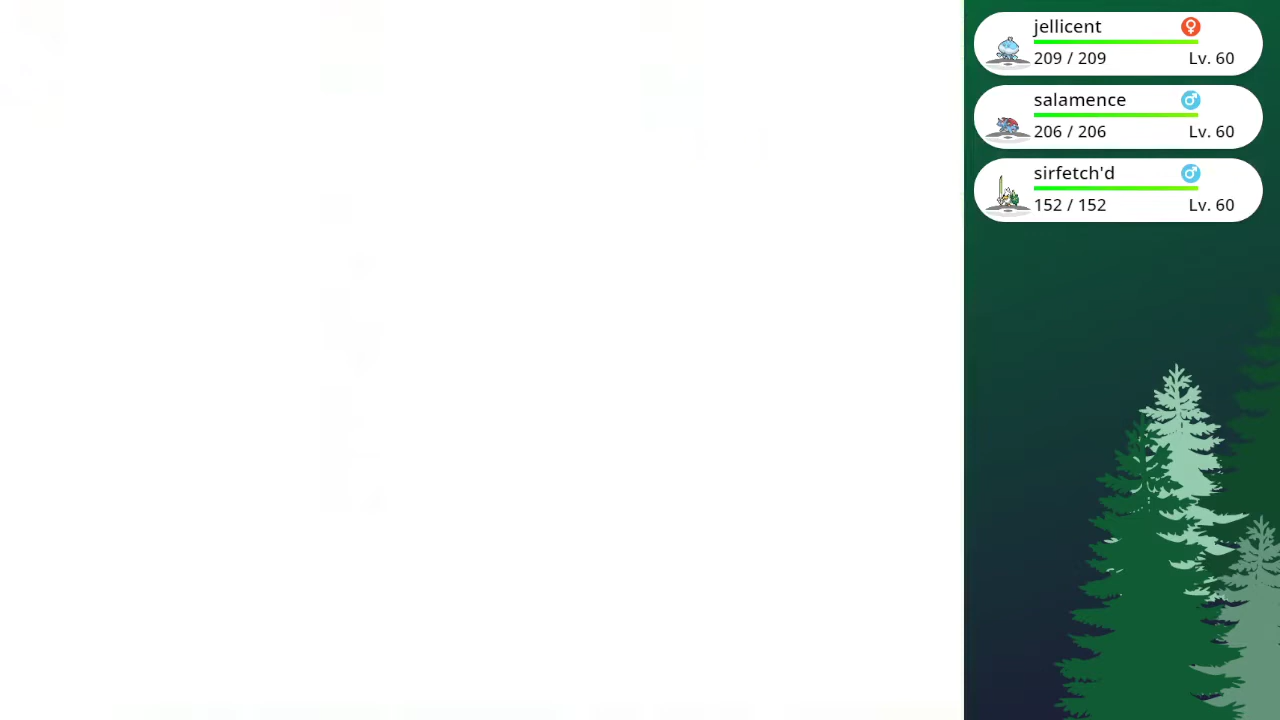 jellicent
209 / 209 Lv. 60
salamence
206 / 206 Lv. 60
sirfetch'd
152 / 152 Lv. 60